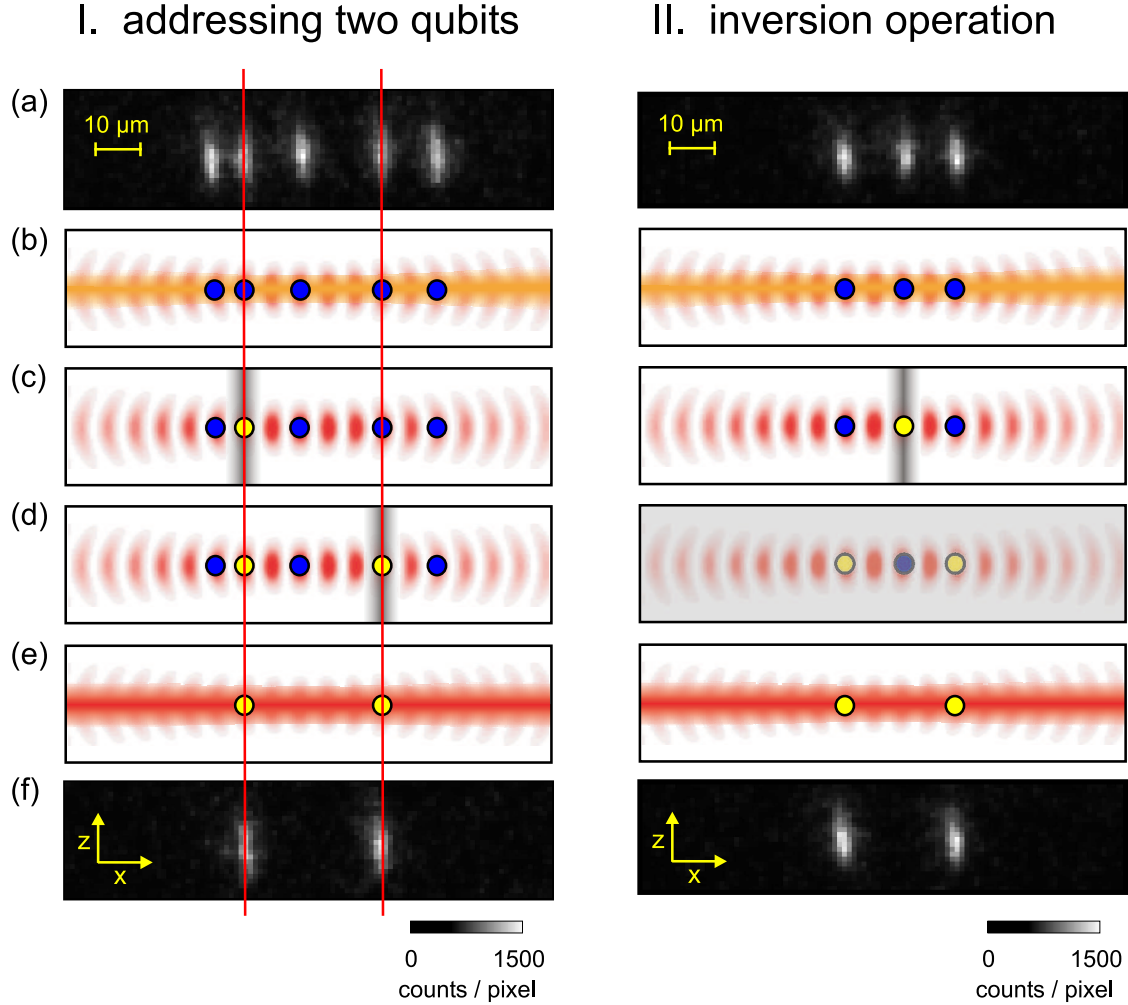 I. addressing two qubits
II. inversion operation
(a)
10 µm
10 µm
(b)
(c)
(d)
(e)
(f)
z
x
z
x
0 1500
counts / pixel
0 1500
counts / pixel